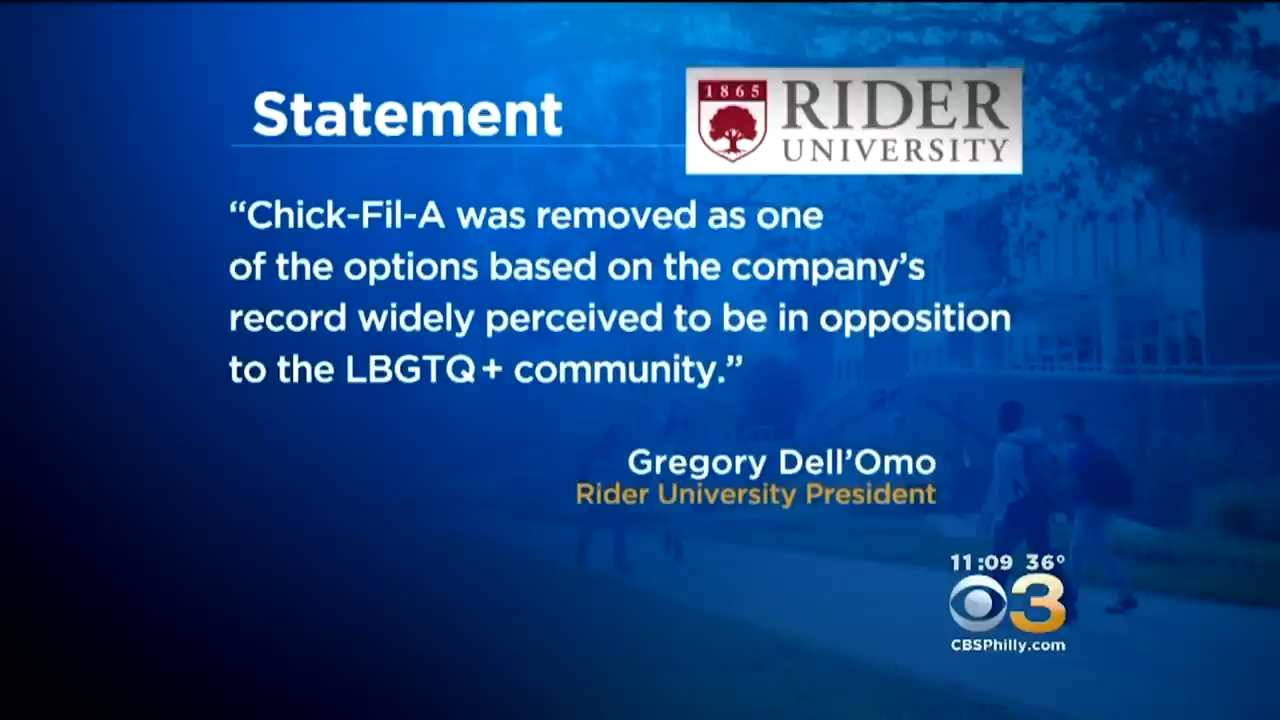 Statement
1865
RIDER
UNIVERSITY
“Chick-Fil-A was removed as one
of the options based on the company’s
record widely perceived to be in opposition
to the LBGTQ+ community.”
Gregory Dell’Omo
Rider University President
11:09 36°
3
CBSPhilly.com